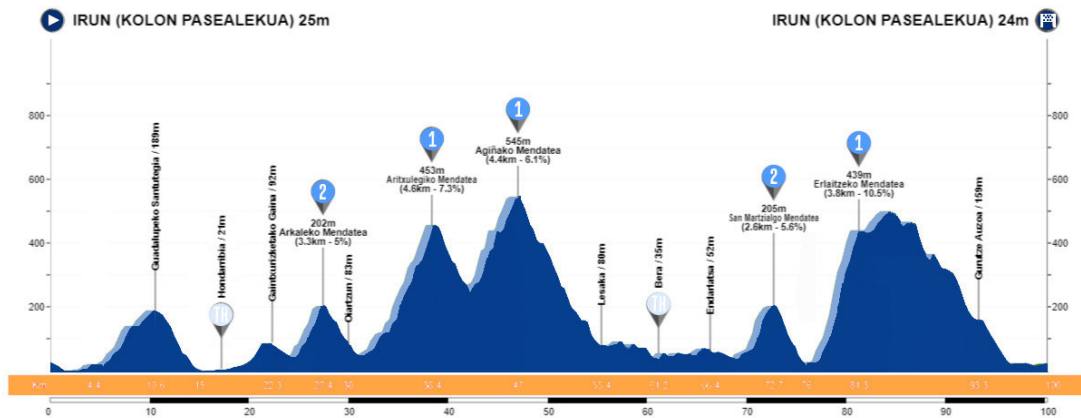 IRUN (KOLON PASEALEKUA) 25m
IRUN (KOLON PASEALEKUA) 24m
800
600
400
200
Guadalupeko Santutegia / 189m
TH
Hondarribia / 21m
Gaintxurizketako Gaina / 92m
2
202m
Arkaleko Mendatea
(3.3km - 5%)
Oiartzun / 83m
1
453m
Aritxulegiko Mendatea
(4.6km - 7.3%)
1
545m
Agiñako Mendatea
(4.4km - 6.1%)
Lesaka / 80m
TH
Bera / 35m
Endarlatsa / 52m
2
205m
San Martzialgo Mendatea
(2.6km - 5.6%)
1
439m
Erlaitzeko Mendatea
(3.8km - 10.5%)
Gurutze Auzoa / 159m
800
600
400
200
Km 4.4 10.6 15 22.3 27.4 30 38.4 47 55.4 61.2 66.4 72.7 76 81.3 93.3 100
0 10 20 30 40 50 60 70 80 90 100